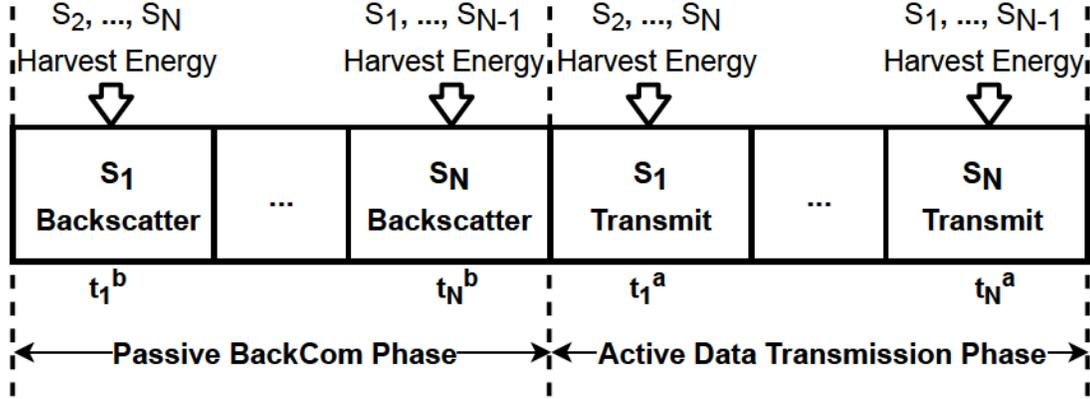 S2, ..., SN S1, ..., SN-1 S2, ..., SN S1, ..., SN-1
Harvest Energy Harvest Energy Harvest Energy Harvest Energy
S1 SN S1 SN
... ...
Backscatter Backscatter Transmit Transmit
t1b tNb t1a tNa
Passive BackCom Phase Active Data Transmission Phase